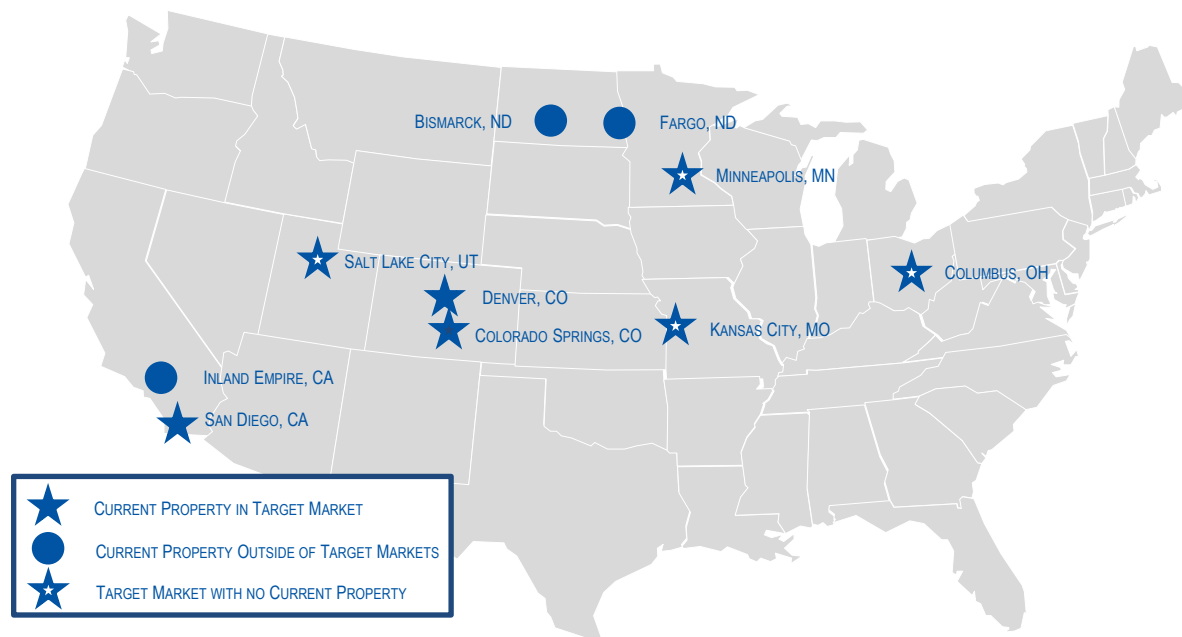 BISMARCK, ND
FARGO, ND
MINNEAPOLIS, MN
SALT LAKE CITY, UT
COLUMBUS, OH
DENVER, CO
COLORADO SPRINGS, CO
KANSAS CITY, MO
INLAND EMPIRE, CA
SAN DIEGO, CA
CURRENT PROPERTY IN TARGET MARKET
CURRENT PROPERTY OUTSIDE OF TARGET MARKETS
TARGET MARKET WITH NO CURRENT PROPERTY